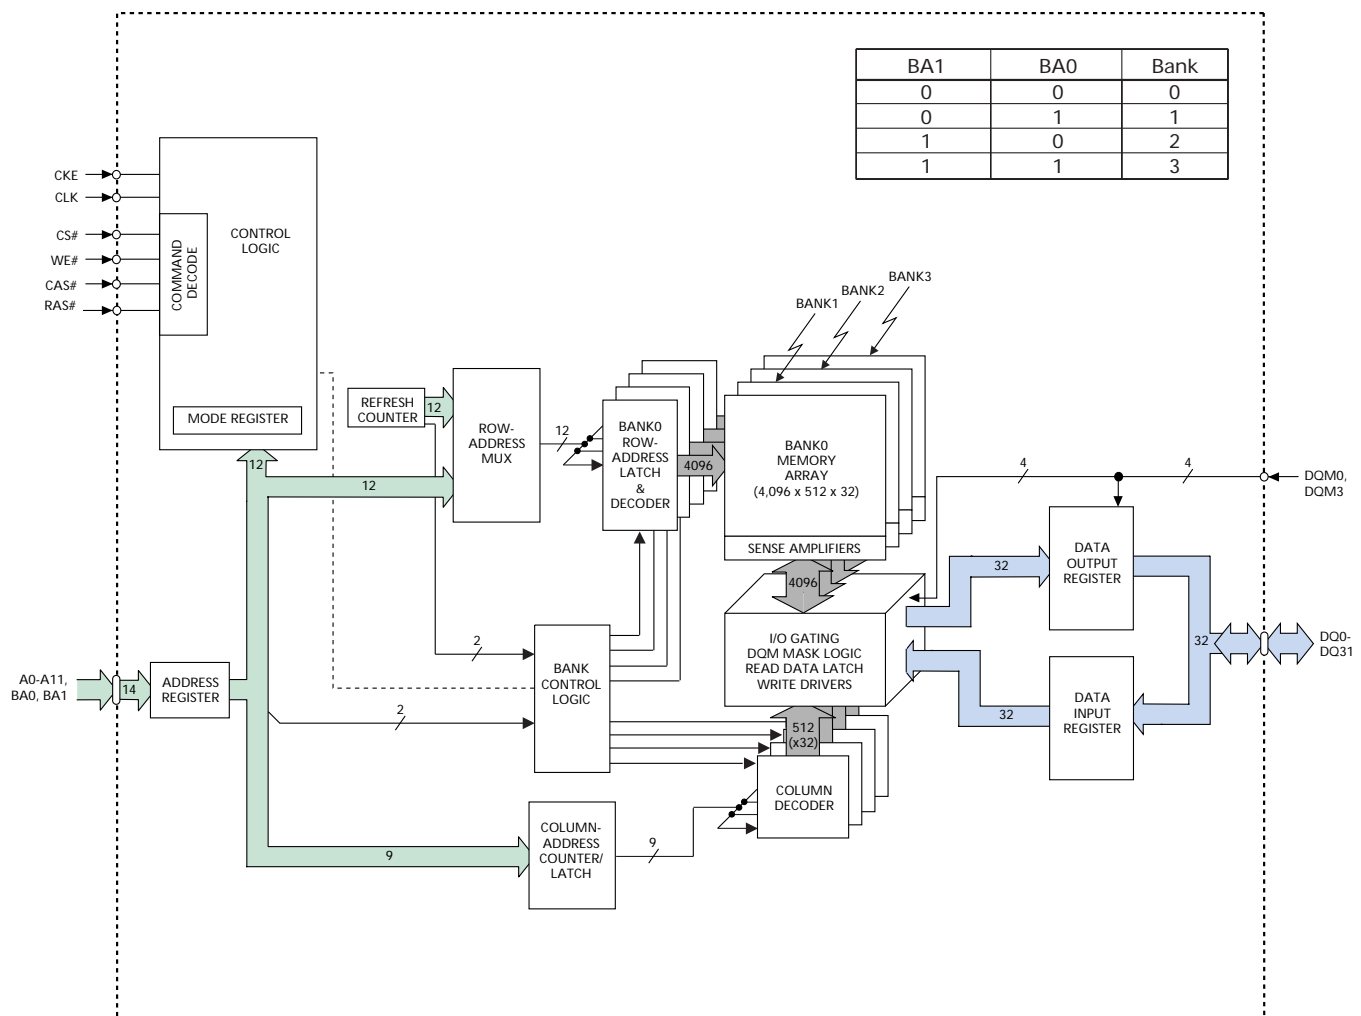 BA1 BA0 Bank
0 0 0
0 1 1
1 0 2
1 1 3
CKE
CLK
CS#
WE#
CAS#
RAS#
CONTROL
LOGIC
COMMAND
DECODE
MODE REGISTER
12
REFRESH
COUNTER
12
12
ROW-
ADDRESS
MUX
12
BANK0
ROW-
ADDRESS
LATCH
&
DECODER
4096
BANK1
BANK2
BANK3
BANK0
MEMORY
ARRAY
(4,096 x 512 x 32)
SENSE AMPLIFIERS
4096
I/O GATING
DQM MASK LOGIC
READ DATA LATCH
WRITE DRIVERS
4
4
DQM0,
DQM3
DATA
OUTPUT
REGISTER
32
32
DQ0-
DQ31
DATA
INPUT
REGISTER
32
A0-A11,
BA0, BA1
14
ADDRESS
REGISTER
2
2
BANK
CONTROL
LOGIC
512
(x32)
COLUMN
DECODER
9
COLUMN-
ADDRESS
COUNTER/
LATCH
9